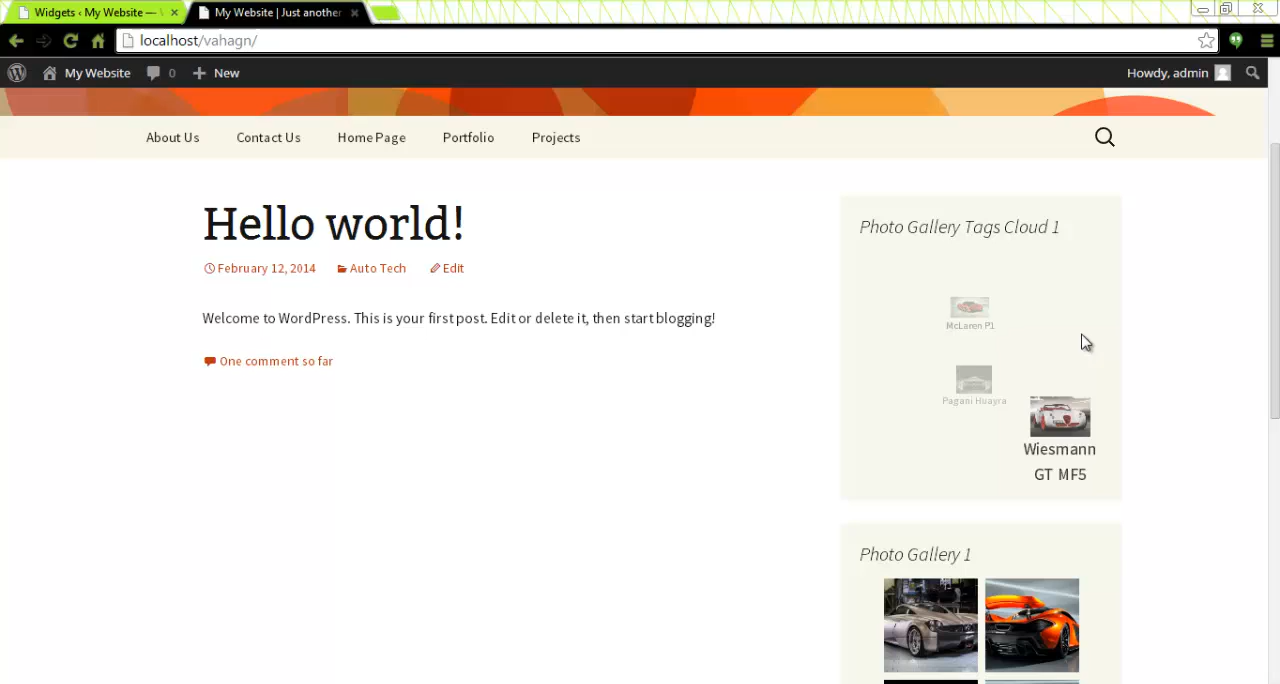 Widgets ‹ My Website —
My Website | Just another
localhost/vahagn/
My Website
0
New
Howdy, admin
About Us
Contact Us
Home Page
Portfolio
Projects
Hello world!
February 12, 2014
Auto Tech
Edit
Welcome to WordPress. This is your first post. Edit or delete it, then start blogging!
One comment so far
Photo Gallery Tags Cloud 1
McLaren P1
Pagani Huayra
Wiesmann
GT MF5
Photo Gallery 1